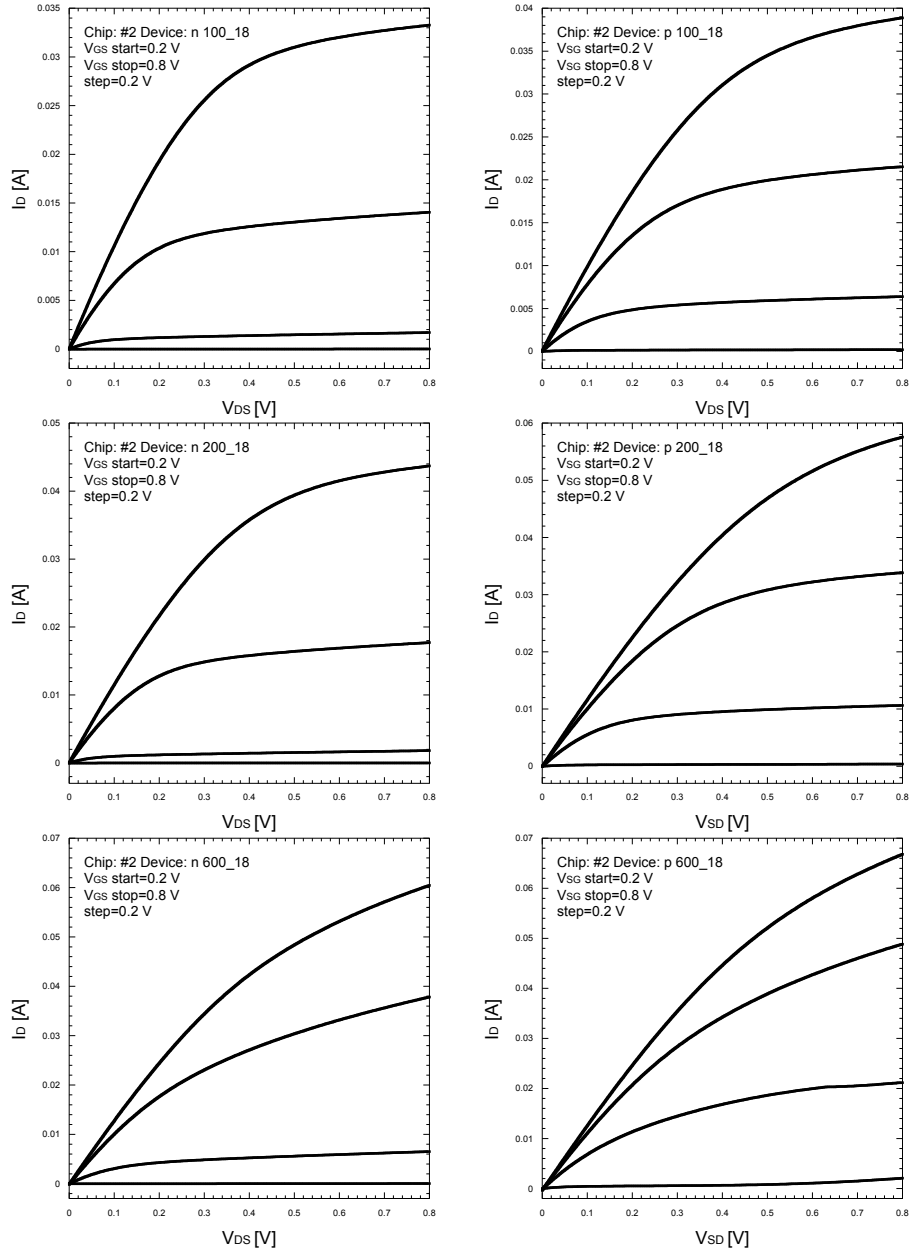 Chip: #2 Device: n 100_18
VGS start=0.2 V
VGS stop=0.8 V
step=0.2 V
ID [A]
0.035
0.03
0.025
0.02
0.015
0.01
0.005
0
0 0.1 0.2 0.3 0.4 0.5 0.6 0.7 0.8
VDS [V]
Chip: #2 Device: p 100_18
VSG start=0.2 V
VSG stop=0.8 V
step=0.2 V
ID [A]
0.04
0.035
0.03
0.025
0.02
0.015
0.01
0.005
0
0 0.1 0.2 0.3 0.4 0.5 0.6 0.7 0.8
VDS [V]
Chip: #2 Device: n 200_18
VGS start=0.2 V
VGS stop=0.8 V
step=0.2 V
ID [A]
0.05
0.04
0.03
0.02
0.01
0
0 0.1 0.2 0.3 0.4 0.5 0.6 0.7 0.8
VDS [V]
Chip: #2 Device: p 200_18
VSG start=0.2 V
VSG stop=0.8 V
step=0.2 V
ID [A]
0.06
0.05
0.04
0.03
0.02
0.01
0
0 0.1 0.2 0.3 0.4 0.5 0.6 0.7 0.8
VSD [V]
Chip: #2 Device: n 600_18
VGS start=0.2 V
VGS stop=0.8 V
step=0.2 V
ID [A]
0.07
0.06
0.05
0.04
0.03
0.02
0.01
0
0 0.1 0.2 0.3 0.4 0.5 0.6 0.7 0.8
VDS [V]
Chip: #2 Device: p 600_18
VSG start=0.2 V
VSG stop=0.8 V
step=0.2 V
ID [A]
0.07
0.06
0.05
0.04
0.03
0.02
0.01
0
0 0.1 0.2 0.3 0.4 0.5 0.6 0.7 0.8
VSD [V]